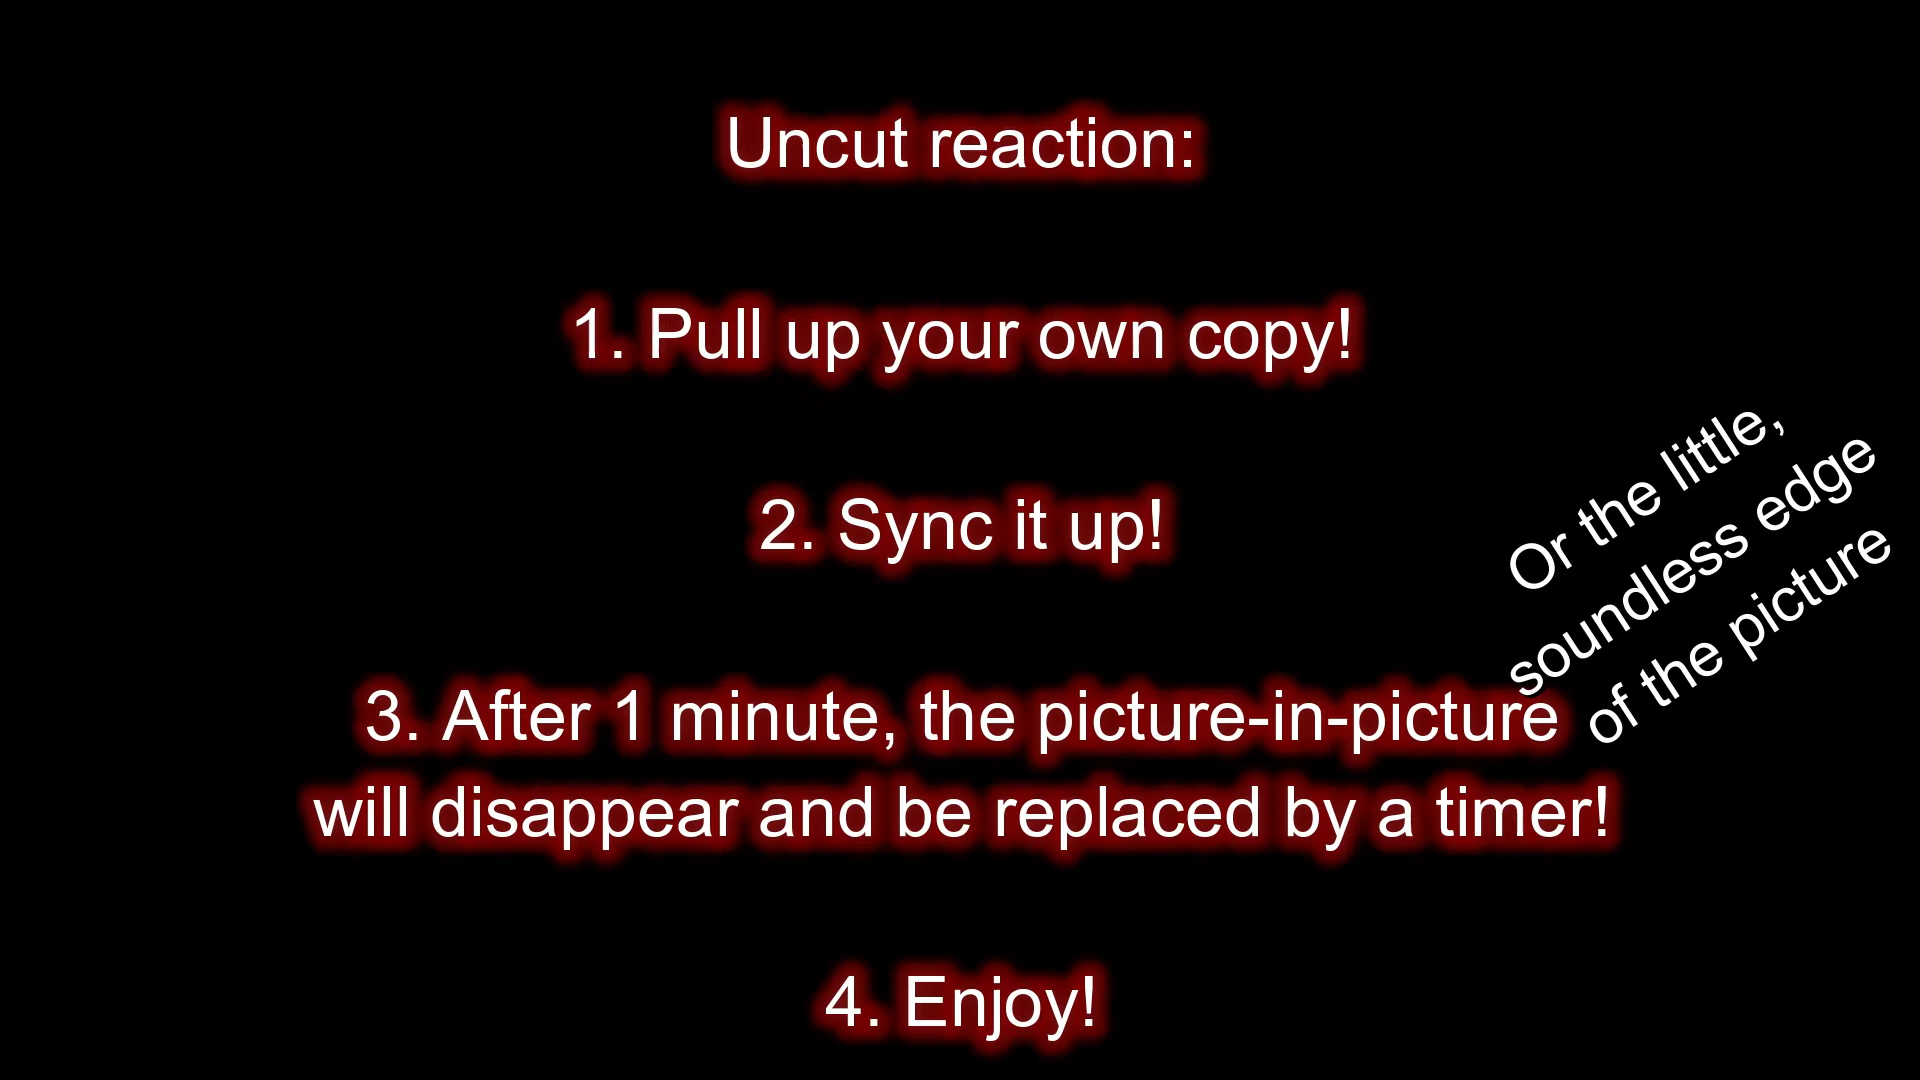 Uncut reaction:
1. Pull up your own copy!
2. Sync it up!
3. After 1 minute, the picture-in-picture
will disappear and be replaced by a timer!
4. Enjoy!
Or the little,
soundless edge
of the picture